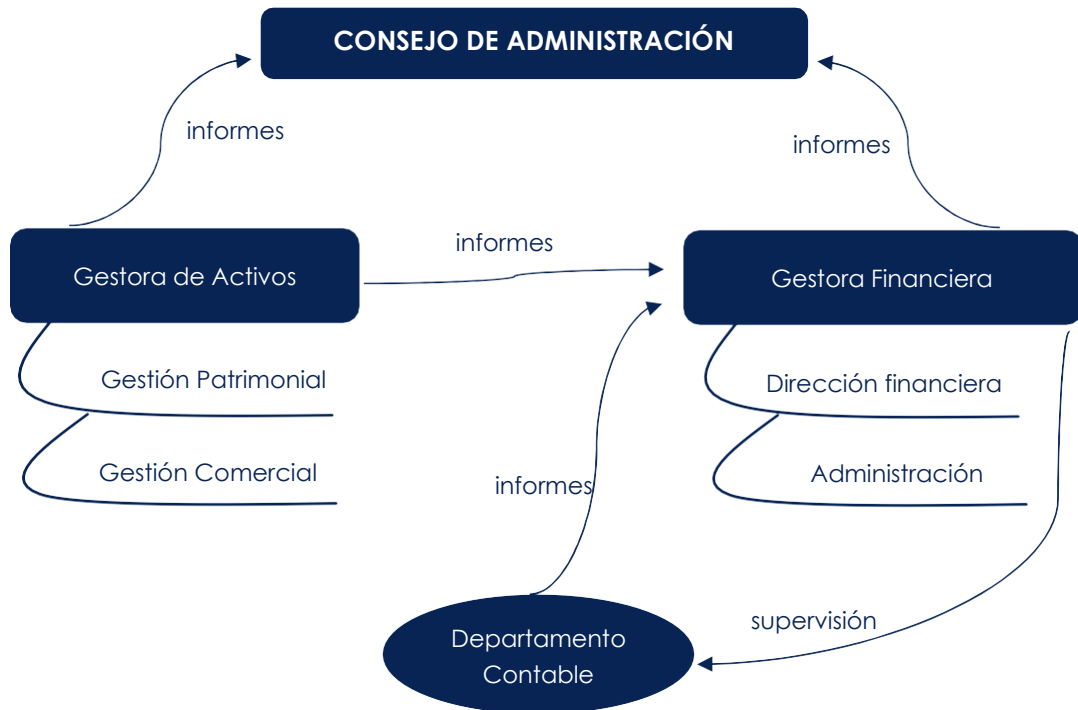 CONSEJO DE ADMINISTRACIÓN
informes
informes
Gestora de Activos
informes
Gestora Financiera
Gestión Patrimonial
Dirección financiera
Gestión Comercial
informes
Administración
Departamento
Contable
supervisión